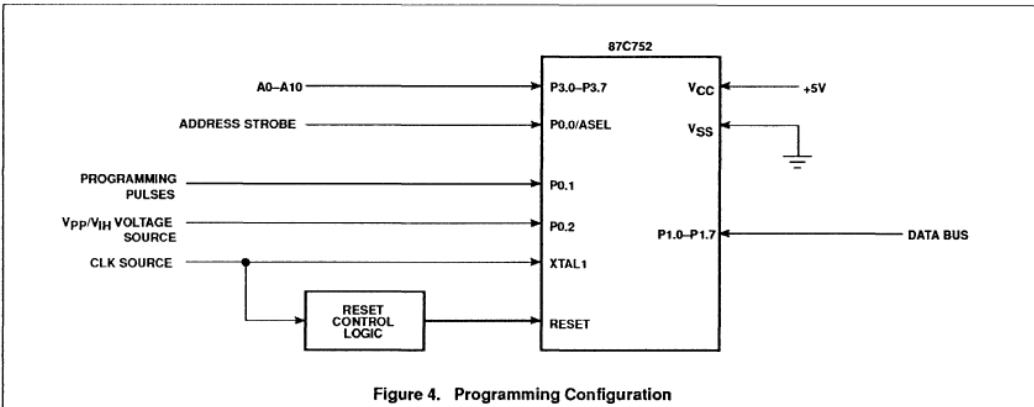 87C752
A0–A10
P3.0–P3.7
VCC
+5V
ADDRESS STROBE
P0.0/ASEL
VSS
PROGRAMMING
PULSES
P0.1
VPP/VIH VOLTAGE
SOURCE
P0.2
P1.0–P1.7
DATA BUS
CLK SOURCE
XTAL1
RESET
CONTROL
LOGIC
RESET
Figure 4. Programming Configuration